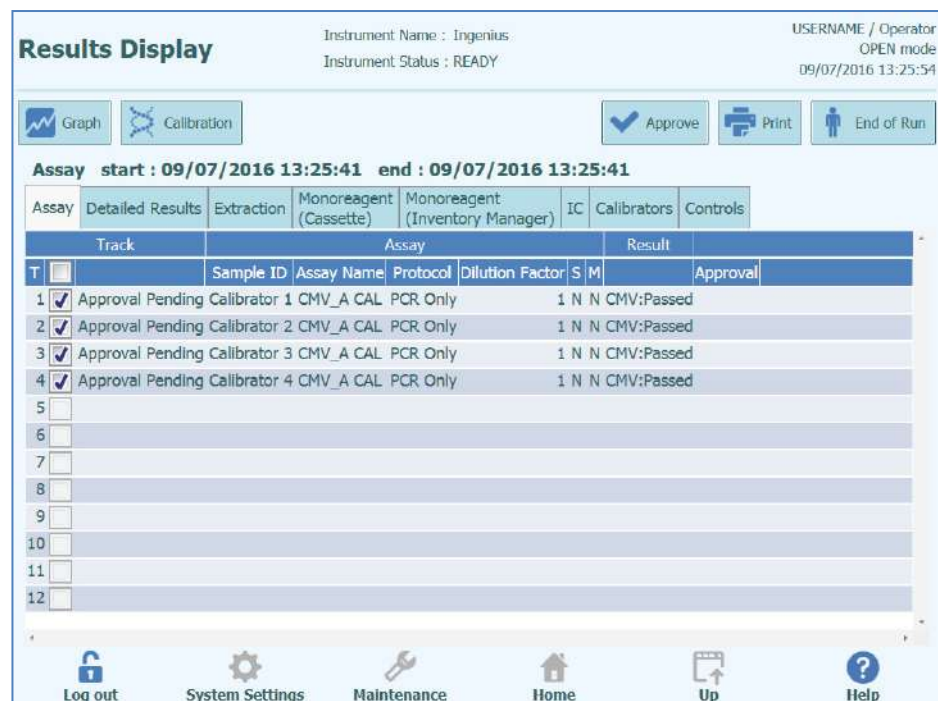 Results Display
Instrument Name : Ingenius
Instrument Status : READY
USERNAME / Operator
OPEN mode
09/07/2016 13:25:54
Graph
Calibration
Approve
Print
End of Run
Assay start : 09/07/2016 13:25:41 end : 09/07/2016 13:25:41
Assay Detailed Results Extraction Monoreagent (Cassette) Monoreagent (Inventory Manager) IC Calibrators Controls
Track Assay Result
T Sample ID Assay Name Protocol Dilution Factor S M Approval
1 Approval Pending Calibrator 1 CMV_A CAL PCR Only 1 N N CMV:Passed
2 Approval Pending Calibrator 2 CMV_A CAL PCR Only 1 N N CMV:Passed
3 Approval Pending Calibrator 3 CMV_A CAL PCR Only 1 N N CMV:Passed
4 Approval Pending Calibrator 4 CMV_A CAL PCR Only 1 N N CMV:Passed
5
6
7
8
9
10
11
12
Log out System Settings Maintenance Home Up Help